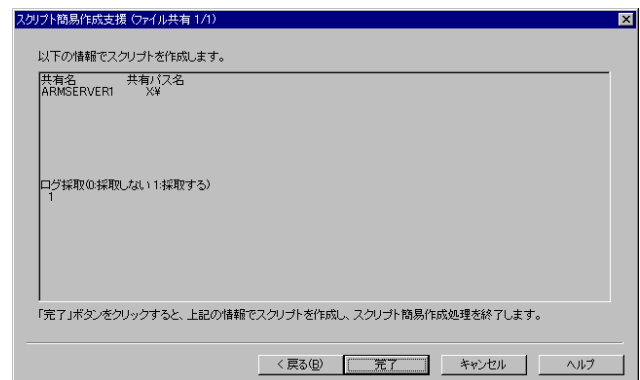 スクリプト簡易作成支援 (ファイル共有 1/1)
以下の情報でスクリプトを作成します。
共有名 共有パス名
ARMSERVER1 X¥
ログ採取(0:採取しない 1:採取する)
1
「完了」ボタンをクリックすると、上記の情報でスクリプトを作成し、スクリプト簡易作成処理を終了します。
< 戻る(B) 完了 キャンセル ヘルプ